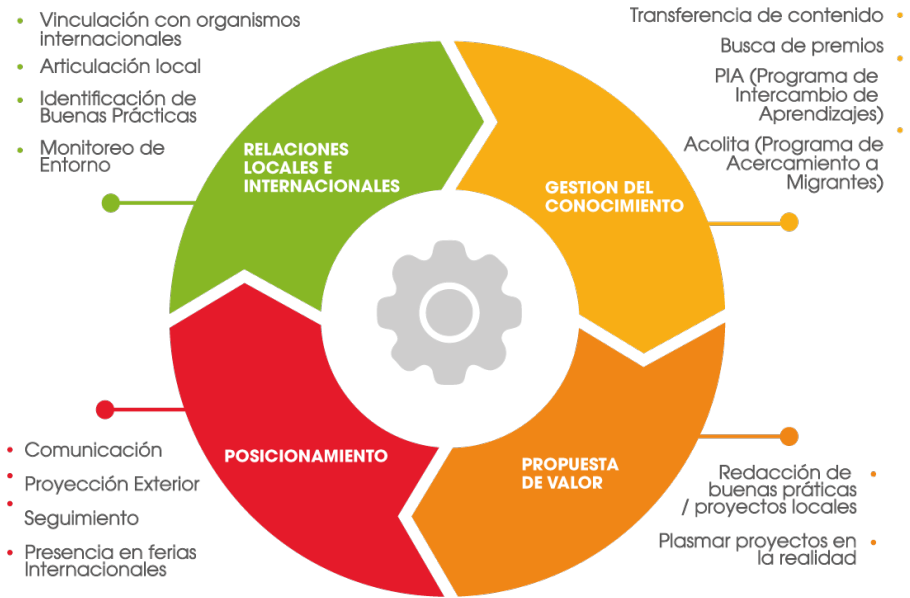 Vinculación con organismos
internacionales
Articulación local
Identificación de
Buenas Prácticas
Monitoreo de
Entorno
Transferencia de contenido
Busca de premios
PIA (Programa de
Intercambio de
Aprendizajes)
Acolita (Programa de
Acercamiento a
Migrantes)
RELACIONES
LOCALES E
INTERNACIONALES
GESTION DEL
CONOCIMIENTO
POSICIONAMIENTO
PROPUESTA
DE VALOR
Comunicación
Proyección Exterior
Seguimiento
Presencia en ferias
Internacionales
Redacción de
buenas práticas
/ proyectos locales
Plasmar proyectos en
la realidad